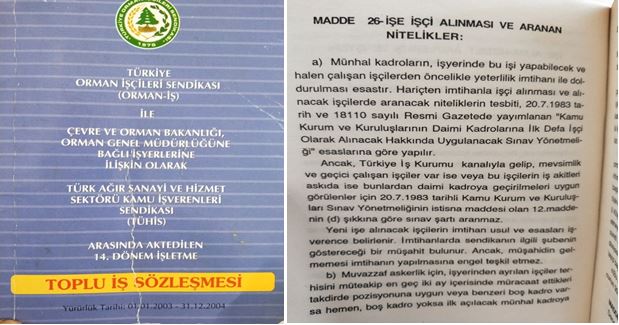 TÜRKİYE ORMAN İŞÇİLERİ SENDİKASI
1976
TÜRKİYE
ORMAN İŞÇİLERİ SENDİKASI
(ORMAN-İŞ)
İLE
ÇEVRE VE ORMAN BAKANLIĞI,
ORMAN GENEL MÜDÜRLÜĞÜNE
BAĞLI İŞYERLERİNE
İLİŞKİN OLARAK
TÜRK AĞIR SANAYİ VE HİZMET
SEKTÖRÜ KAMU İŞVERENLERİ
SENDİKASI
(TÜHİS)
ARASINDA AKTEDİLEN
14. DÖNEM İŞLETME
TOPLU İŞ SÖZLEŞMESİ
Yürürlük Tarihi: 01.01.2003 - 31.12.2004
MADDE 26-İŞE İŞÇİ ALINMASI VE ARANAN
NİTELİKLER:
a) Münhal kadroların, işyerinde bu işi yapabilecek ve
halen çalışan işçilerden öncelikle yeterlilik imtihanı ile dol-
durulması esastır. Hariçten imtihanla işçi alınması ve alı-
nacak işçilerde aranacak niteliklerin tesbiti, 20.7.1983 tarih
ve 18110 sayılı Resmi Gazetede yayımlanan "Kamu
Kurum ve Kuruluşlarının Daimi Kadrolarına İlk Defa İşçi
Olarak Alınacak Hakkında Uygulanacak Sınav Yönetmeli-
ği" esaslarına göre yapılır.
Ancak, Türkiye İş Kurumu kanalıyla gelip, mevsimlik
ve geçici çalışan işçiler var ise veya bu işçilerin iş akitleri
askıda ise bunlardan daimi kadroya geçirilmeleri uygun
görülenler için 20.7.1983 tarihli Kamu Kurum ve Kuruluş-
ları Sınav Yönetmeliğinin istisna maddesi olan 12.madde-
nin (d) şıkkına göre sınav şartı aranmaz.
Yeni işe alınacak işçilerin imtihan usul ve esasları iş-
verence belirlenir. İmtihanlarda sendikanın ilgili şubenin
göstereceği bir müşahit bulunur. Ancak, müşahidin gel-
memesi imtihanın yapılmasına engel teşkil etmez.
b) Muvazzaf askerlik için, işyerinden ayrılan işçiler ter-
hisini müteakip en geç iki ay içerisinde müracaat ettikleri
takdirde pozisyonuna uygun veya benzeri boş kadro var-
sa hemen, boş kadro yoksa ilk açılacak münhal kadroya